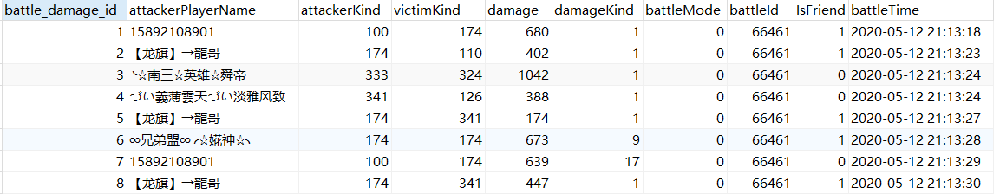 battle_damage_id attackerPlayerName attackerKind victimKind damage damageKind battleMode battleId IsFriend battleTime
1 15892108901 100 174 680 1 0 66461 1 2020-05-12 21:13:18
2 【龙旗】→龍哥 174 110 402 1 0 66461 1 2020-05-12 21:13:23
3 丶☆南三☆英雄☆舜帝 333 324 1042 1 0 66461 0 2020-05-12 21:13:24
4 づい義薄雲天づい淡雅风致 341 126 388 1 0 66461 0 2020-05-12 21:13:24
5 【龙旗】→龍哥 174 341 174 1 0 66461 1 2020-05-12 21:13:27
6 ∞兄弟盟∞╭☆婲神☆╮ 174 174 673 9 0 66461 1 2020-05-12 21:13:28
7 15892108901 100 174 639 17 0 66461 1 2020-05-12 21:13:29
8 【龙旗】→龍哥 174 341 447 1 0 66461 1 2020-05-12 21:13:30